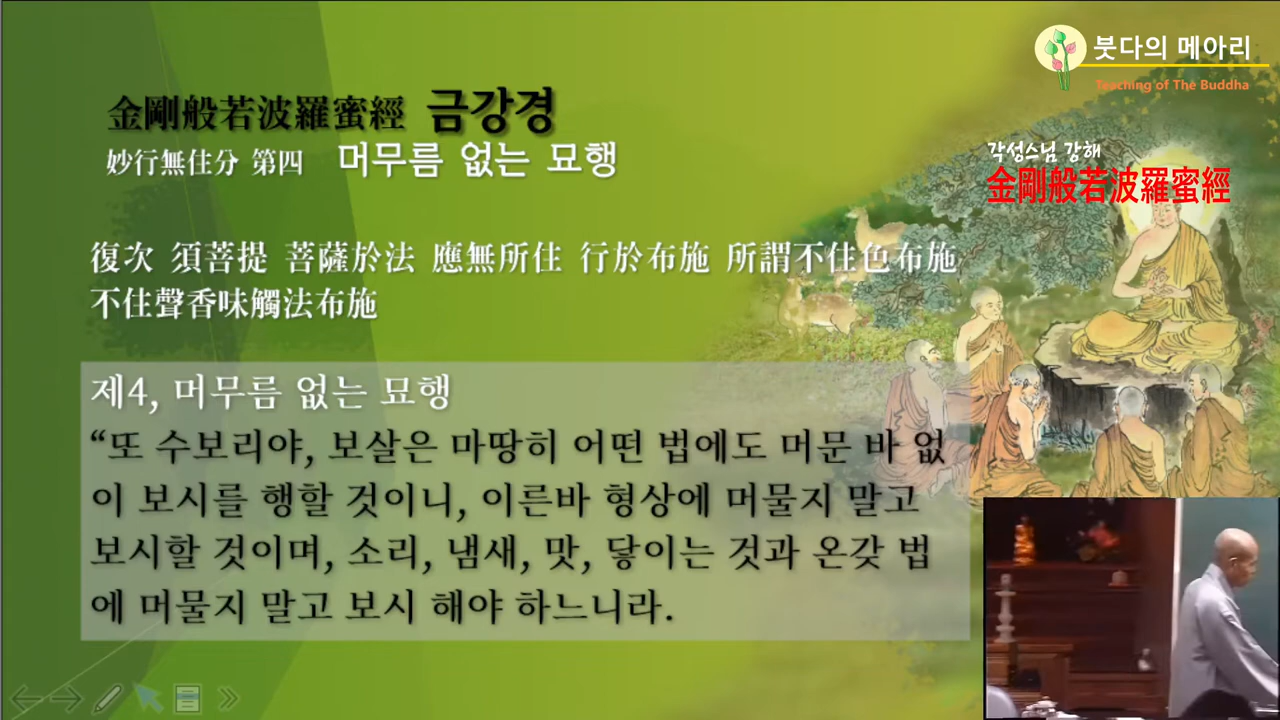 붓다의 메아리
Teaching of The Buddha
金剛般若波羅蜜經 금강경
妙行無住分 第四 머무름 없는 묘행
각성스님 강해
金剛般若波羅蜜經
復次 須菩提 菩薩於法 應無所住 行於布施 所謂不住色布施
不住聲香味觸法布施
제4, 머무름 없는 묘행
“또 수보리야, 보살은 마땅히 어떤 법에도 머문 바 없
이 보시를 행할 것이니, 이른바 형상에 머물지 말고
보시할 것이며, 소리, 냄새, 맛, 닿이는 것과 온갖 법
에 머물지 말고 보시 해야 하느니라.